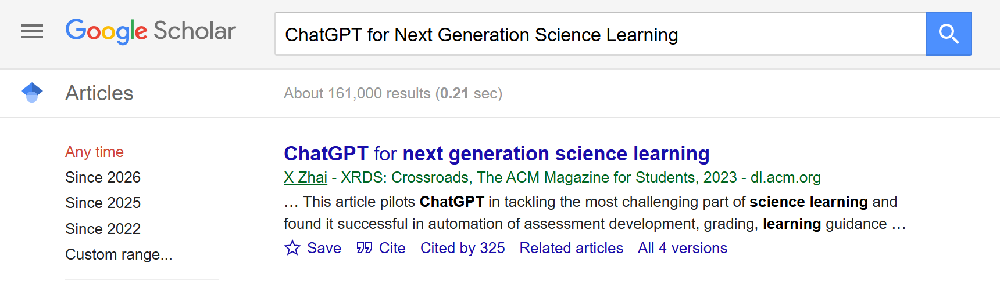 Google Scholar
ChatGPT for Next Generation Science Learning
Articles
About 161,000 results (0.21 sec)
Any time
Since 2026
Since 2025
Since 2022
Custom range...
ChatGPT for next generation science learning
X Zhai - XRDS: Crossroads, The ACM Magazine for Students, 2023 - dl.acm.org
… This article pilots ChatGPT in tackling the most challenging part of science learning and
found it successful in automation of assessment development, grading, learning guidance …
Save Cite Cited by 325 Related articles All 4 versions